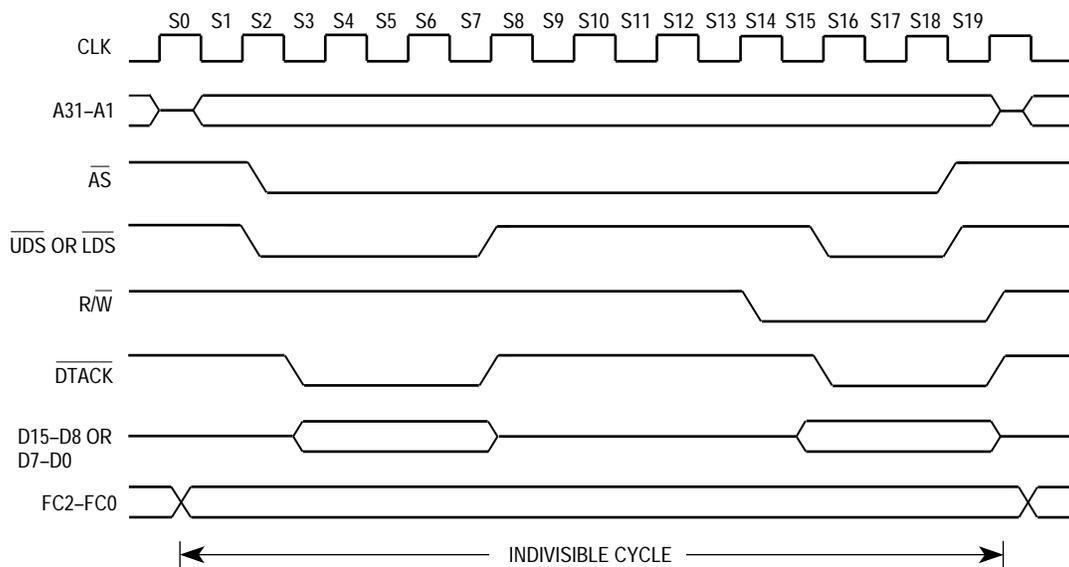 S0 S1 S2 S3 S4 S5 S6 S7 S8 S9 S10 S11 S12 S13 S14 S15 S16 S17 S18 S19
CLK
A31–A1
AS
UDS OR LDS
R/W
DTACK
D15–D8 OR
D7–D0
FC2–FC0
INDIVISIBLE CYCLE